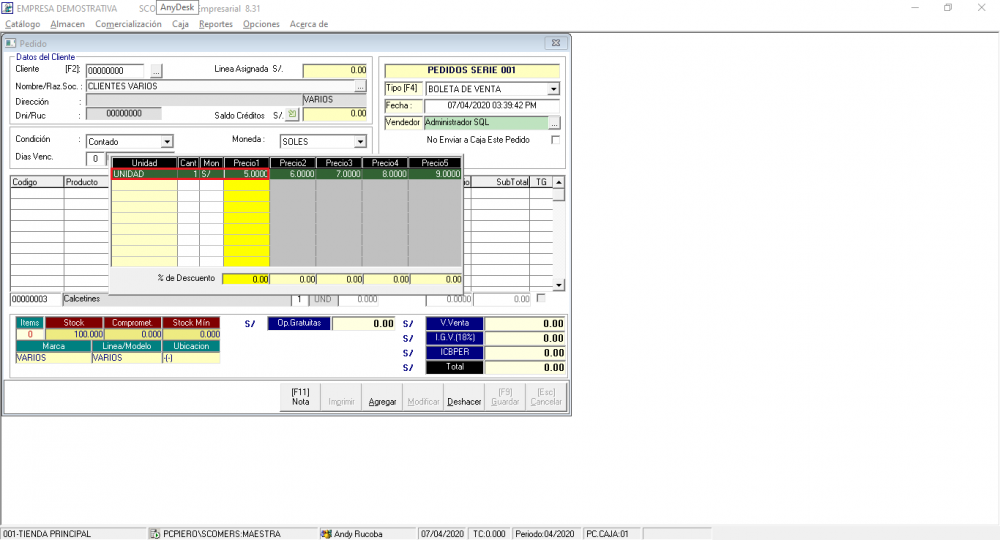 EMPRESA DEMOSTRATIVA SCO AnyDesk mpresarial 8.31
Catálogo Almacen Comercialización Caja Reportes Opciones Acerca de
Pedido
Datos del Cliente
Cliente [F2]: 00000000 ... Linea Asignada S/. 0.00
Nombre/Raz.Soc. : CLIENTES VARIOS ...
Dirección : VARIOS
Dni/Ruc : 00000000 Saldo Créditos S/. 0.00
PEDIDOS SERIE 001
Tipo [F4] BOLETA DE VENTA
Fecha : 07/04/2020 03:39:42 PM
Vendedor Administrador SQL ...
No Enviar a Caja Este Pedido
Condición : Contado Moneda : SOLES
Dias Venc. 0
Unidad Cant Mon Precio1 Precio2 Precio3 Precio4 Precio5
UNIDAD 1 S/ 5.0000 6.0000 7.0000 8.0000 9.0000
Codigo Producto io SubTotal TG
% de Descuento 0.00 0.00 0.00 0.00 0.00
00000003 Calcetines 1 UND 0.000 0.0000 0.00
Items Stock Compromet Stock Mín
0 100.000 0.000 0.000
Marca Linea/Modelo Ubicacion
VARIOS VARIOS -(-)
S/ Op.Gratuitas 0.00 S/ V.Venta 0.00
S/ I.G.V.(18%) 0.00
S/ ICBPER 0.00
S/ Total 0.00
[F11] Nota
Imprimir
Agregar
Modificar
Deshacer
[F9] Guardar
[Esc] Cancelar
001-TIENDA PRINCIPAL PCPIERO\SCOMERS:MAESTRA Andy Rucoba 07/04/2020 TC:0.000 Periodo:04/2020 PC.CAJA:01